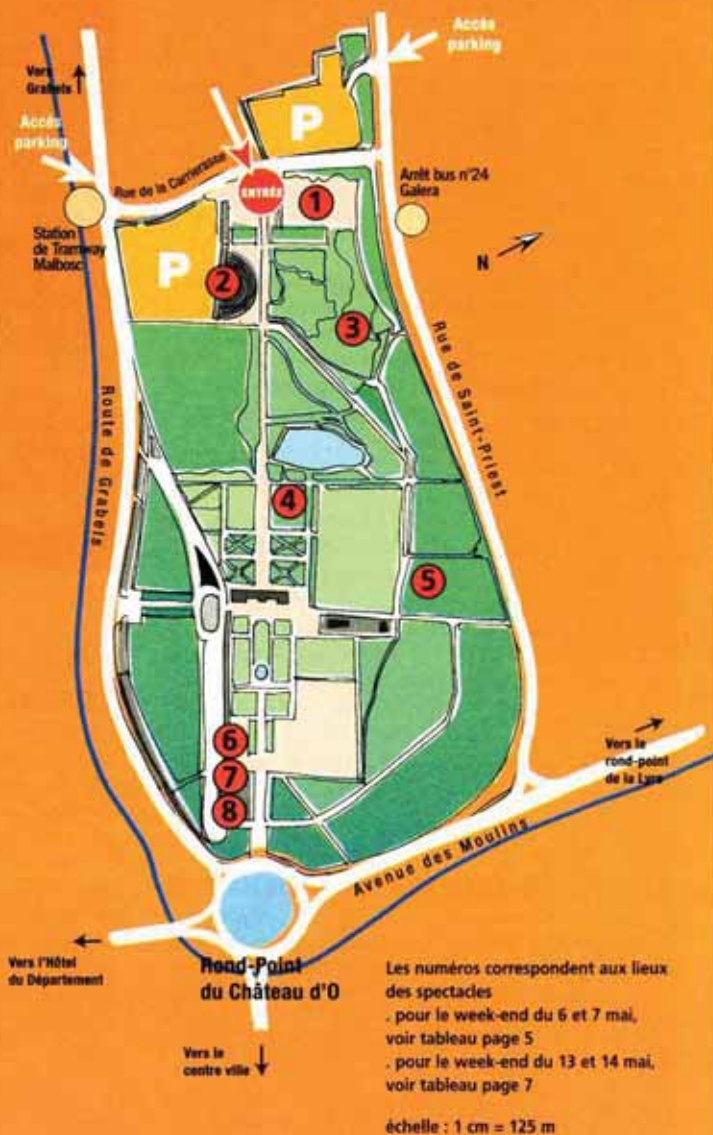 Accès
parking
Vers
Grabels
Accès
parking
P
Rue de la Carrierasse
ENTRÉE
1
Arrêt bus n°24
Galera
Station
de Tramway
Malbosc
P
2
N
3
Rue de Saint-Priest
Route de Grabels
4
5
6
7
8
Vers le
rond-point
de la Lyre
Avenue des Moulins
Vers l'Hôtel
du Département
Rond-Point
du Château d'O
Vers le
centre ville
Les numéros correspondent aux lieux
des spectacles
. pour le week-end du 6 et 7 mai,
voir tableau page 5
. pour le week-end du 13 et 14 mai,
voir tableau page 7
échelle : 1 cm = 125 m